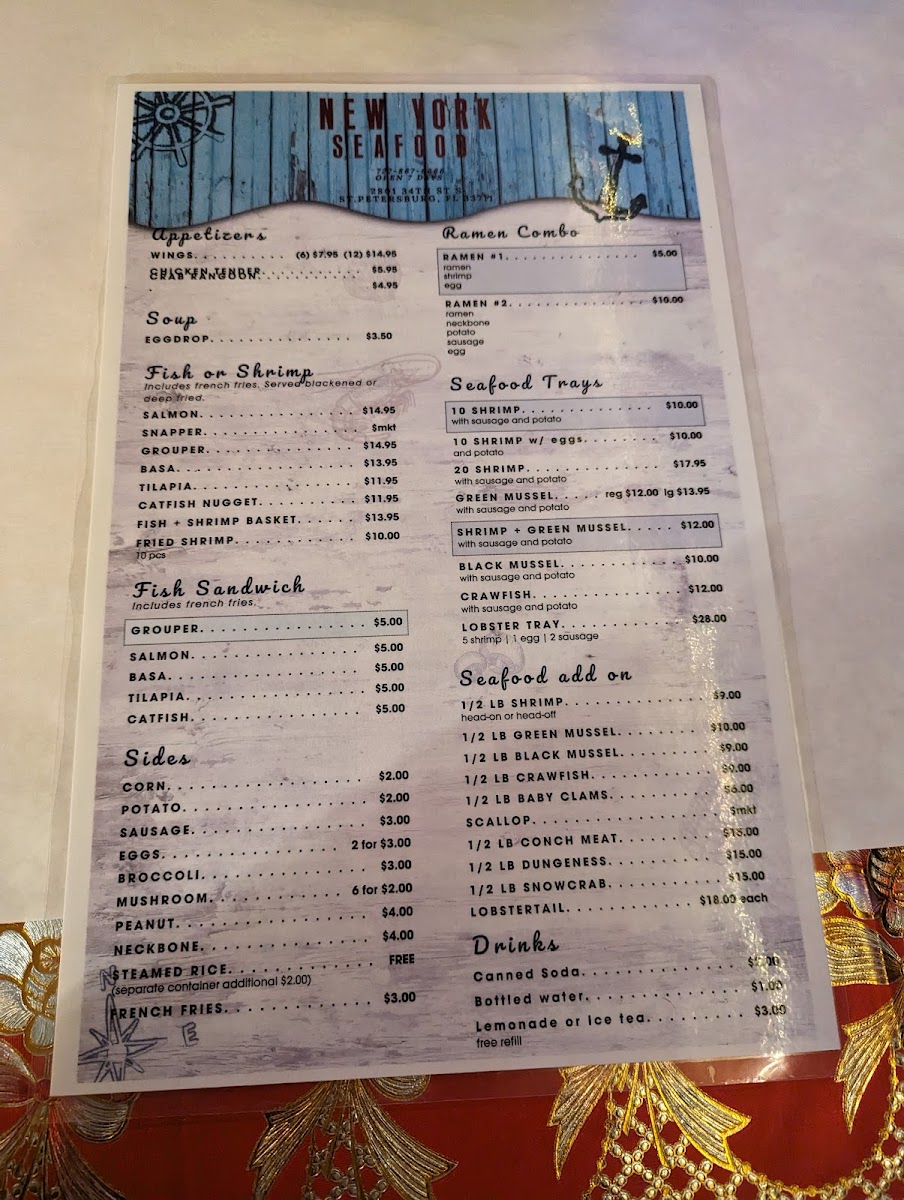 NEW YORK
SEAFOOD
OPEN 7 DAYS
2801 34TH ST S
ST.PETERSBURG, FL 33711
Appetizers
WINGS. . . . . . . . . . (6) $7.95 (12) $14.95
CHICKEN TENDER. . . . . . . . . . . . $5.95
CRAB RANGOON. . . . . . . . . . . .
. $4.95
Soup
EGGDROP. . . . . . . . . . . . . . . $3.50
Fish or Shrimp
Includes french fries. Served blackened or
deep fried.
SALMON. . . . . . . . . . . . . . . . $14.95
SNAPPER. . . . . . . . . . . . . . . . $mkt
GROUPER. . . . . . . . . . . . . . . $14.95
BASA. . . . . . . . . . . . . . . . . . $13.95
TILAPIA. . . . . . . . . . . . . . . . $11.95
CATFISH NUGGET. . . . . . . . . . $11.95
FISH + SHRIMP BASKET. . . . . . $13.95
FRIED SHRIMP. . . . . . . . . . . . $10.00
10 pcs
Fish Sandwich
Includes french fries.
GROUPER. . . . . . . . . . . . . . . . $5.00
SALMON. . . . . . . . . . . . . . . . $5.00
BASA. . . . . . . . . . . . . . . . . . $5.00
TILAPIA. . . . . . . . . . . . . . . . $5.00
CATFISH. . . . . . . . . . . . . . . . $5.00
Sides
CORN. . . . . . . . . . . . . . . . . $2.00
POTATO. . . . . . . . . . . . . . . . $2.00
SAUSAGE. . . . . . . . . . . . . . . $3.00
EGGS. . . . . . . . . . . . . . . 2 for $3.00
BROCCOLI. . . . . . . . . . . . . . . $3.00
MUSHROOM. . . . . . . . . . . 6 for $2.00
PEANUT. . . . . . . . . . . . . . . . $4.00
NECKBONE. . . . . . . . . . . . . . $4.00
STEAMED RICE. . . . . . . . . . . . . FREE
(separate container additional $2.00)
FRENCH FRIES. . . . . . . . . . . . $3.00
N
E
Ramen Combo
RAMEN #1. . . . . . . . . . . . . . . $5.00
ramen
shrimp
egg
RAMEN #2. . . . . . . . . . . . . . . $10.00
ramen
neckbone
potato
sausage
egg
Seafood Trays
10 SHRIMP. . . . . . . . . . . . . . $10.00
with sausage and potato
10 SHRIMP w/ eggs. . . . . . . . $10.00
and potato
20 SHRIMP. . . . . . . . . . . . . . $17.95
with sausage and potato
GREEN MUSSEL. . . . . reg $12.00 lg $13.95
with sausage and potato
SHRIMP + GREEN MUSSEL. . . . . $12.00
with sausage and potato
BLACK MUSSEL. . . . . . . . . . . . $10.00
with sausage and potato
CRAWFISH. . . . . . . . . . . . . . . $12.00
with sausage and potato
LOBSTER TRAY. . . . . . . . . . . . $28.00
5 shrimp | 1 egg | 2 sausage
Seafood add on
1/2 LB SHRIMP. . . . . . . . . . . . $9.00
head-on or head-off
1/2 LB GREEN MUSSEL. . . . . . . . $10.00
1/2 LB BLACK MUSSEL. . . . . . . . $9.00
1/2 LB CRAWFISH. . . . . . . . . . $9.00
1/2 LB BABY CLAMS. . . . . . . . . $6.00
SCALLOP. . . . . . . . . . . . . . . . $mkt
1/2 LB CONCH MEAT. . . . . . . .
1/2 LB DUNGENESS. . . . . . . . . $15.00
1/2 LB SNOWCRAB. . . . . . . . . $15.00
LOBSTERTAIL. . . . . . . . . . . $18.00 each
Drinks
Canned Soda. . . . . . . . . . . . .
Bottled water. . . . . . . . . . . . . $1.00
Lemonade or Ice tea. . . . . . . . . $3.00
free refill